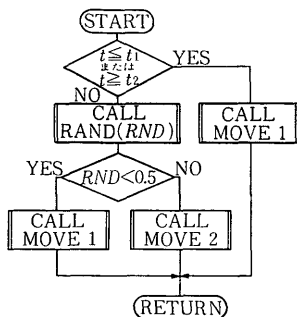 START
t≦t1
または
t≧t2
YES
NO
CALL
RAND(RND)
CALL
MOVE 1
YES
RND<0.5
NO
CALL
MOVE 1
CALL
MOVE 2
RETURN